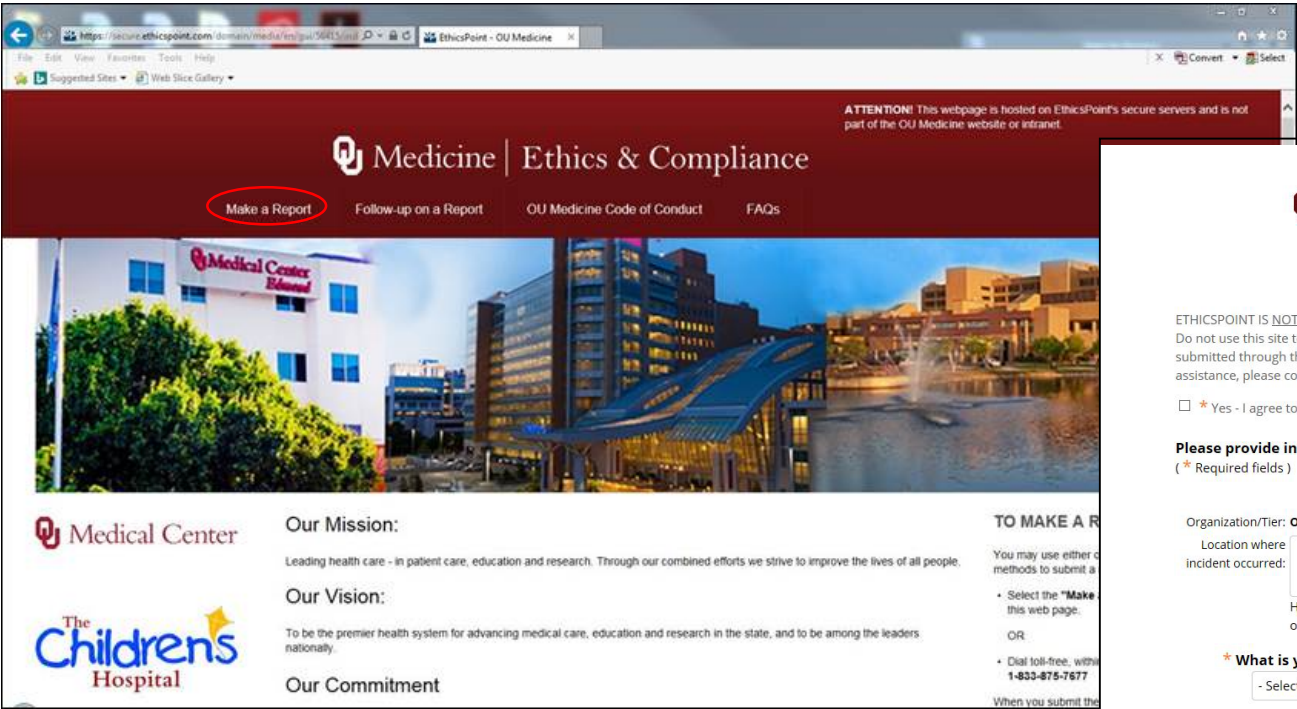 https://secure.ethicspoint.com/domain/media/en/gui/50415/ind
EthicsPoint - OU Medicine
File Edit View Favorites Tools Help
Convert Select
Suggested Sites Web Slice Gallery
ATTENTION! This webpage is hosted on EthicsPoint's secure servers and is not
part of the OU Medicine website or intranet.
Medicine | Ethics & Compliance
Make a Report Follow-up on a Report OU Medicine Code of Conduct FAQs
Medical Center
Edmond
Medical Center
The
Children's
Hospital
Our Mission:
Leading health care - in patient care, education and research. Through our combined efforts we strive to improve the lives of all people.
Our Vision:
To be the premier health system for advancing medical care, education and research in the state, and to be among the leaders
nationally.
Our Commitment
TO MAKE A R
You may use either
methods to submit a
• Select the "Make
this web page.
OR
• Dial toll-free, within
1-833-875-7677
When you submit the
ETHICSPOINT IS NOT
Do not use this site t
submitted through th
assistance, please co
* Yes - I agree to
Please provide in
( * Required fields )
Organization/Tier: O
Location where
incident occurred:
H
o
* What is y
- Selec